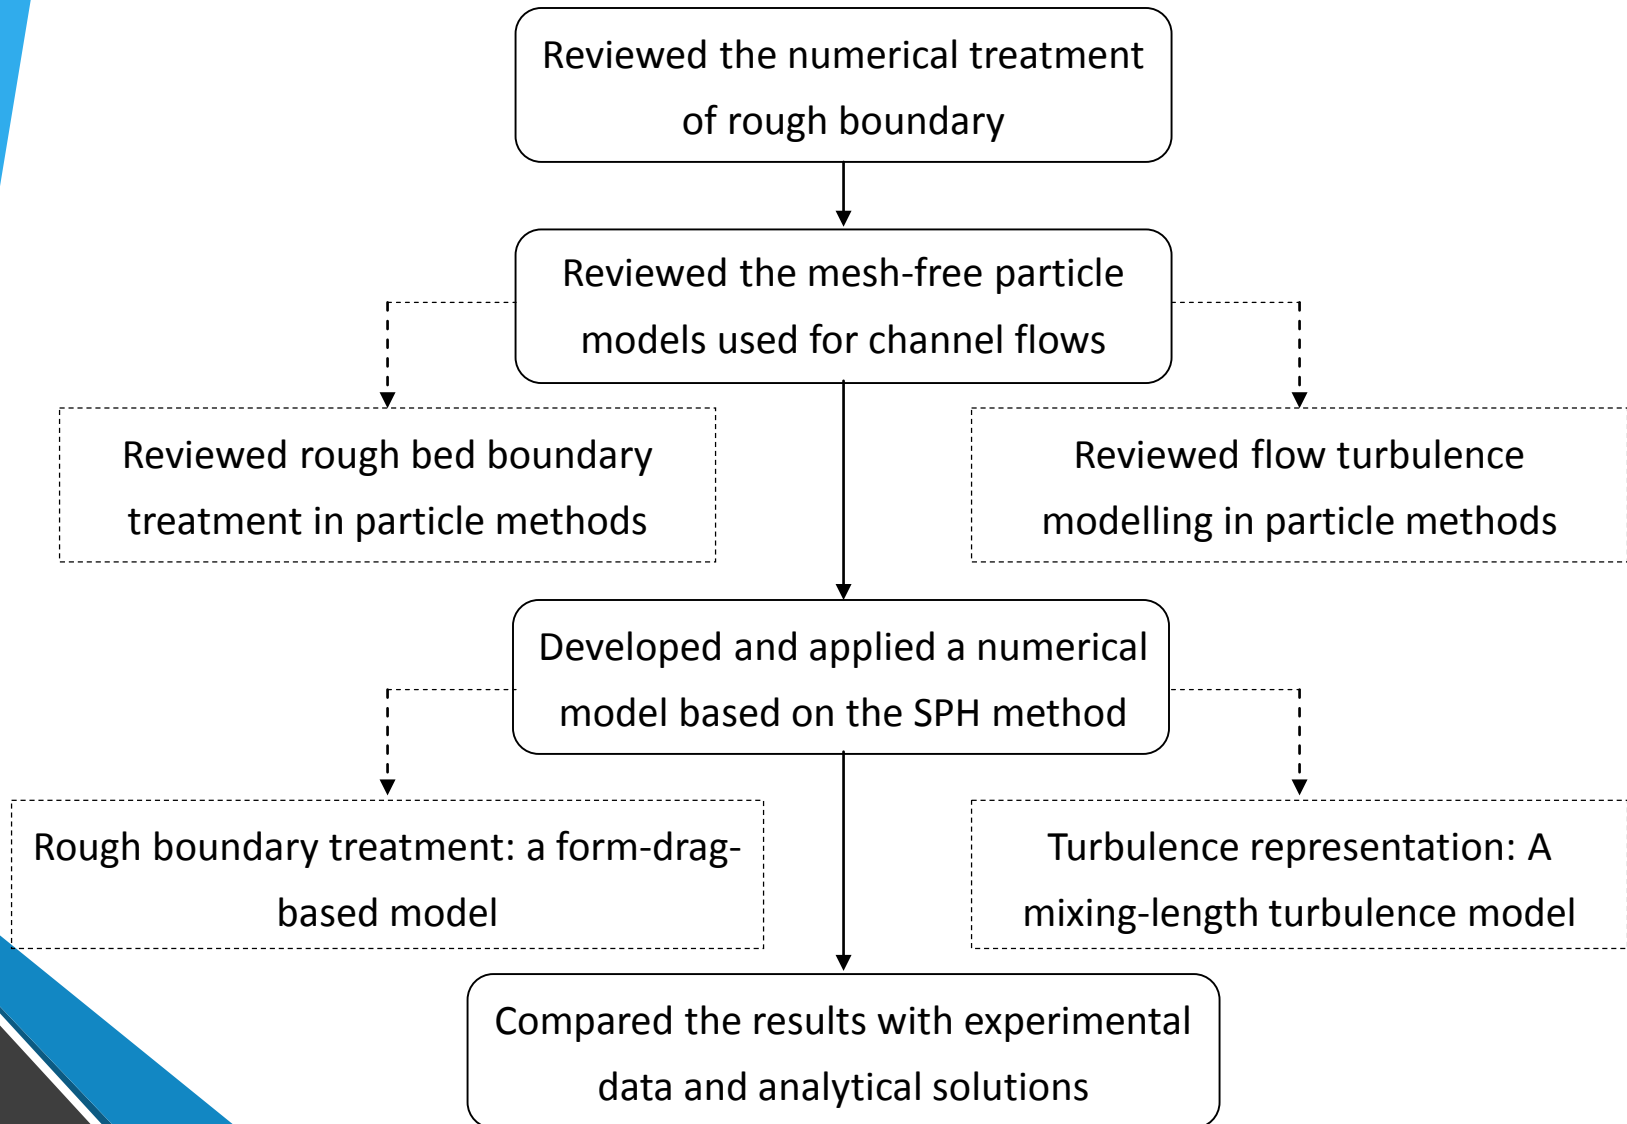 Reviewed the numerical treatment
of rough boundary
Reviewed the mesh-free particle
models used for channel flows
Reviewed rough bed boundary
treatment in particle methods
Reviewed flow turbulence
modelling in particle methods
Developed and applied a numerical
model based on the SPH method
Rough boundary treatment: a form-drag-
based model
Turbulence representation: A
mixing-length turbulence model
Compared the results with experimental
data and analytical solutions